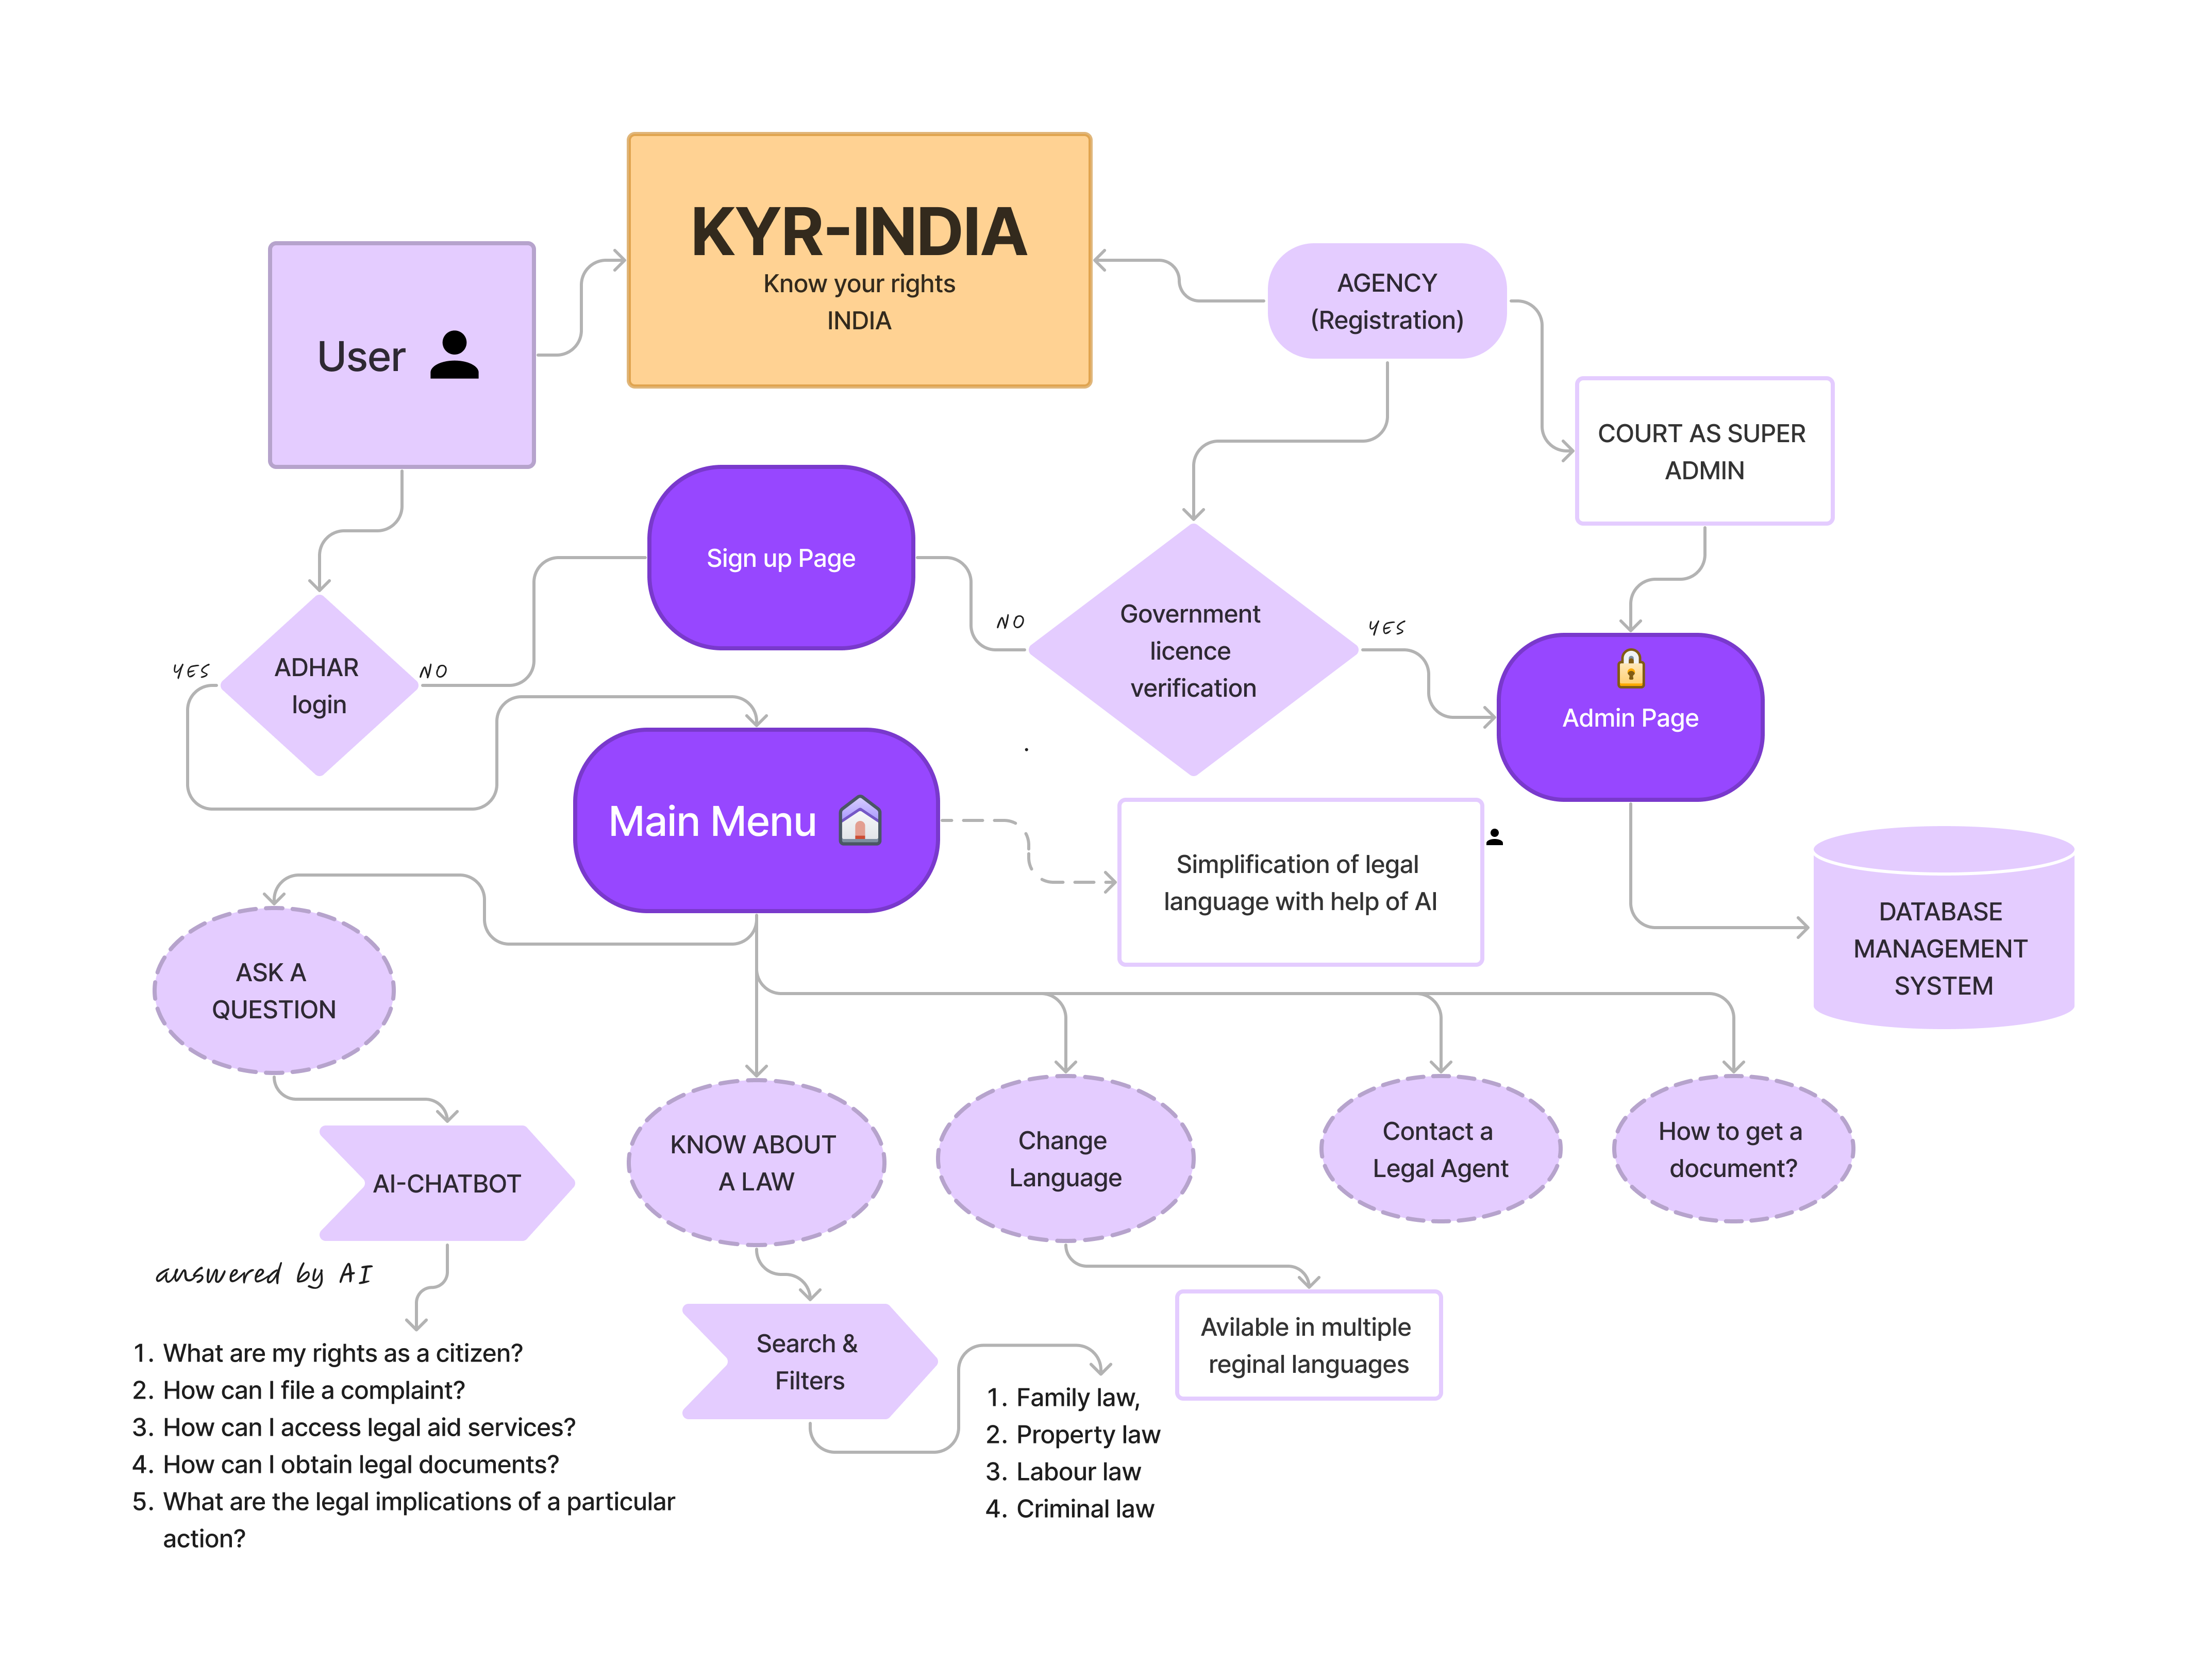 KYR-INDIA
Know your rights
INDIA
User
AGENCY
(Registration)
COURT AS SUPER
ADMIN
Sign up Page
Government
licence
verification
NO
YES
ADHAR
login
YES
NO
Admin Page
Main Menu
Simplification of legal
language with help of AI
DATABASE
MANAGEMENT
SYSTEM
ASK A
QUESTION
KNOW ABOUT
A LAW
Change
Language
Contact a
Legal Agent
How to get a
document?
AI-CHATBOT
answered by AI
1. What are my rights as a citizen?
2. How can I file a complaint?
3. How can I access legal aid services?
4. How can I obtain legal documents?
5. What are the legal implications of a particular
action?
Search &
Filters
1. Family law,
2. Property law
3. Labour law
4. Criminal law
Avilable in multiple
reginal languages